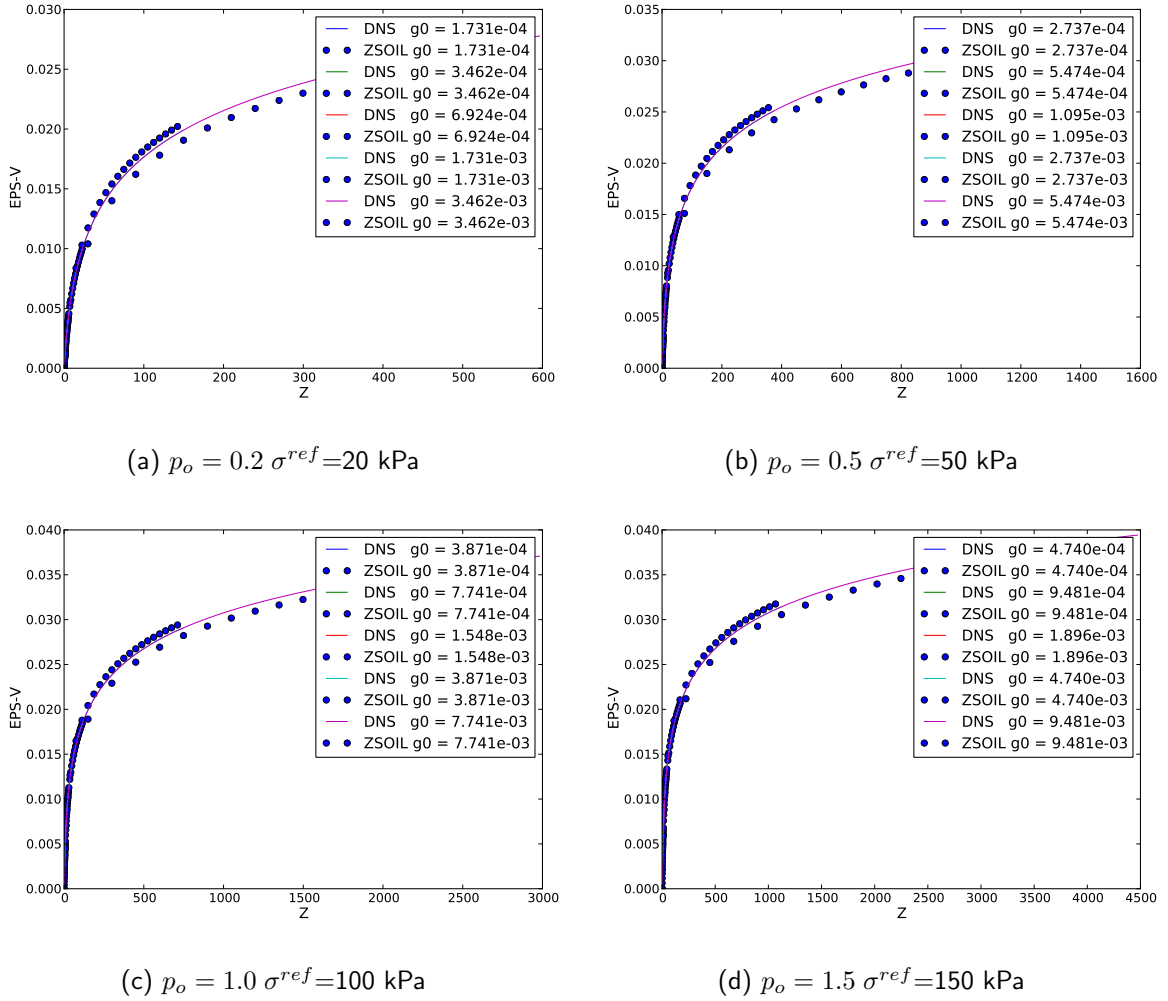 0.030
0.025
0.020
0.015
0.010
0.005
0.000
EPS-V
0 100 200 300 400 500 600
Z
DNS g0 = 1.731e-04
ZSOIL g0 = 1.731e-04
DNS g0 = 3.462e-04
ZSOIL g0 = 3.462e-04
DNS g0 = 6.924e-04
ZSOIL g0 = 6.924e-04
DNS g0 = 1.731e-03
ZSOIL g0 = 1.731e-03
DNS g0 = 3.462e-03
ZSOIL g0 = 3.462e-03
(a) p_o = 0.2 σ^{ref}=20 kPa
0.035
0.030
0.025
0.020
0.015
0.010
0.005
0.000
EPS-V
0 200 400 600 800 1000 1200 1400 1600
Z
DNS g0 = 2.737e-04
ZSOIL g0 = 2.737e-04
DNS g0 = 5.474e-04
ZSOIL g0 = 5.474e-04
DNS g0 = 1.095e-03
ZSOIL g0 = 1.095e-03
DNS g0 = 2.737e-03
ZSOIL g0 = 2.737e-03
DNS g0 = 5.474e-03
ZSOIL g0 = 5.474e-03
(b) p_o = 0.5 σ^{ref}=50 kPa
0.040
0.035
0.030
0.025
0.020
0.015
0.010
0.005
0.000
EPS-V
0 500 1000 1500 2000 2500 3000
Z
DNS g0 = 3.871e-04
ZSOIL g0 = 3.871e-04
DNS g0 = 7.741e-04
ZSOIL g0 = 7.741e-04
DNS g0 = 1.548e-03
ZSOIL g0 = 1.548e-03
DNS g0 = 3.871e-03
ZSOIL g0 = 3.871e-03
DNS g0 = 7.741e-03
ZSOIL g0 = 7.741e-03
(c) p_o = 1.0 σ^{ref}=100 kPa
0.040
0.035
0.030
0.025
0.020
0.015
0.010
0.005
0.000
EPS-V
0 500 1000 1500 2000 2500 3000 3500 4000 4500
Z
DNS g0 = 4.740e-04
ZSOIL g0 = 4.740e-04
DNS g0 = 9.481e-04
ZSOIL g0 = 9.481e-04
DNS g0 = 1.896e-03
ZSOIL g0 = 1.896e-03
DNS g0 = 4.740e-03
ZSOIL g0 = 4.740e-03
DNS g0 = 9.481e-03
ZSOIL g0 = 9.481e-03
(d) p_o = 1.5 σ^{ref}=150 kPa